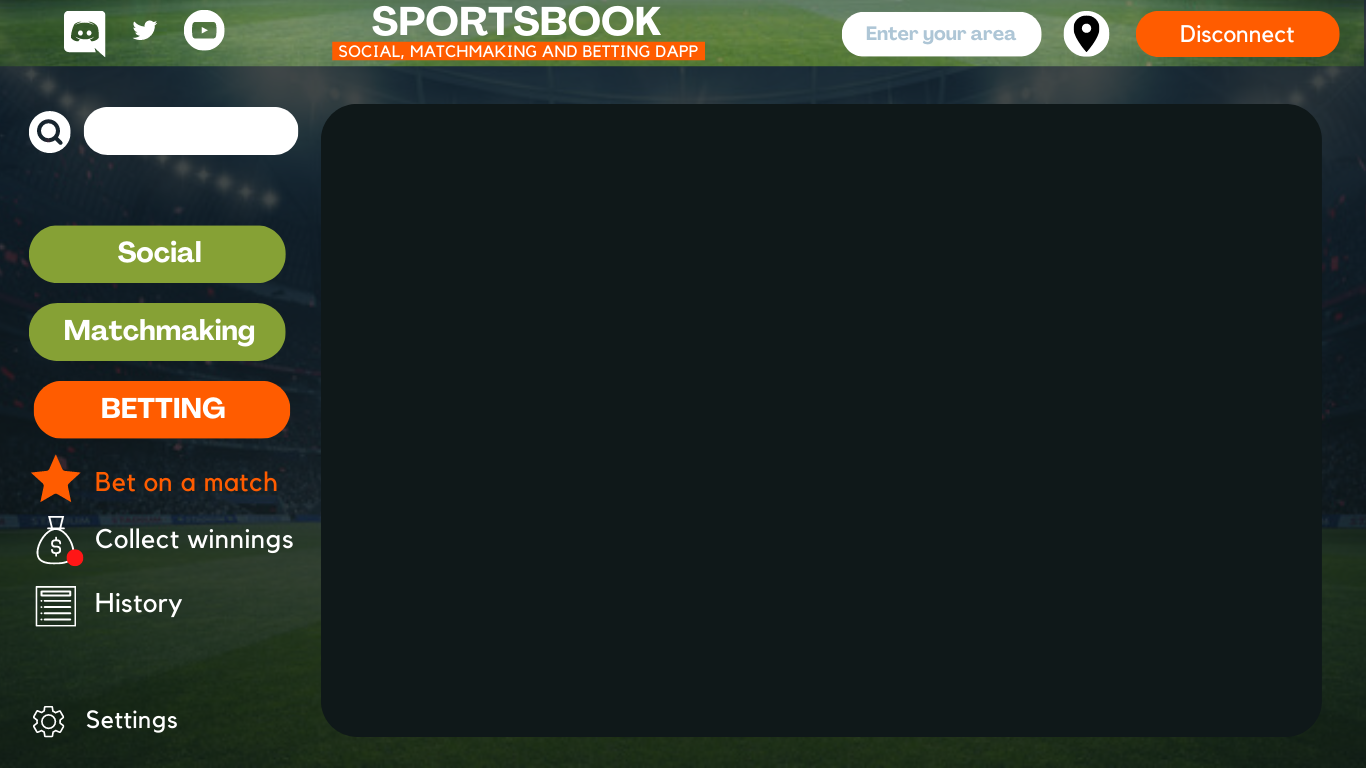 SPORTSBOOK
SOCIAL, MATCHMAKING AND BETTING DAPP
Enter your area
Disconnect
Social
Matchmaking
BETTING
Bet on a match
Collect winnings
$
History
Settings